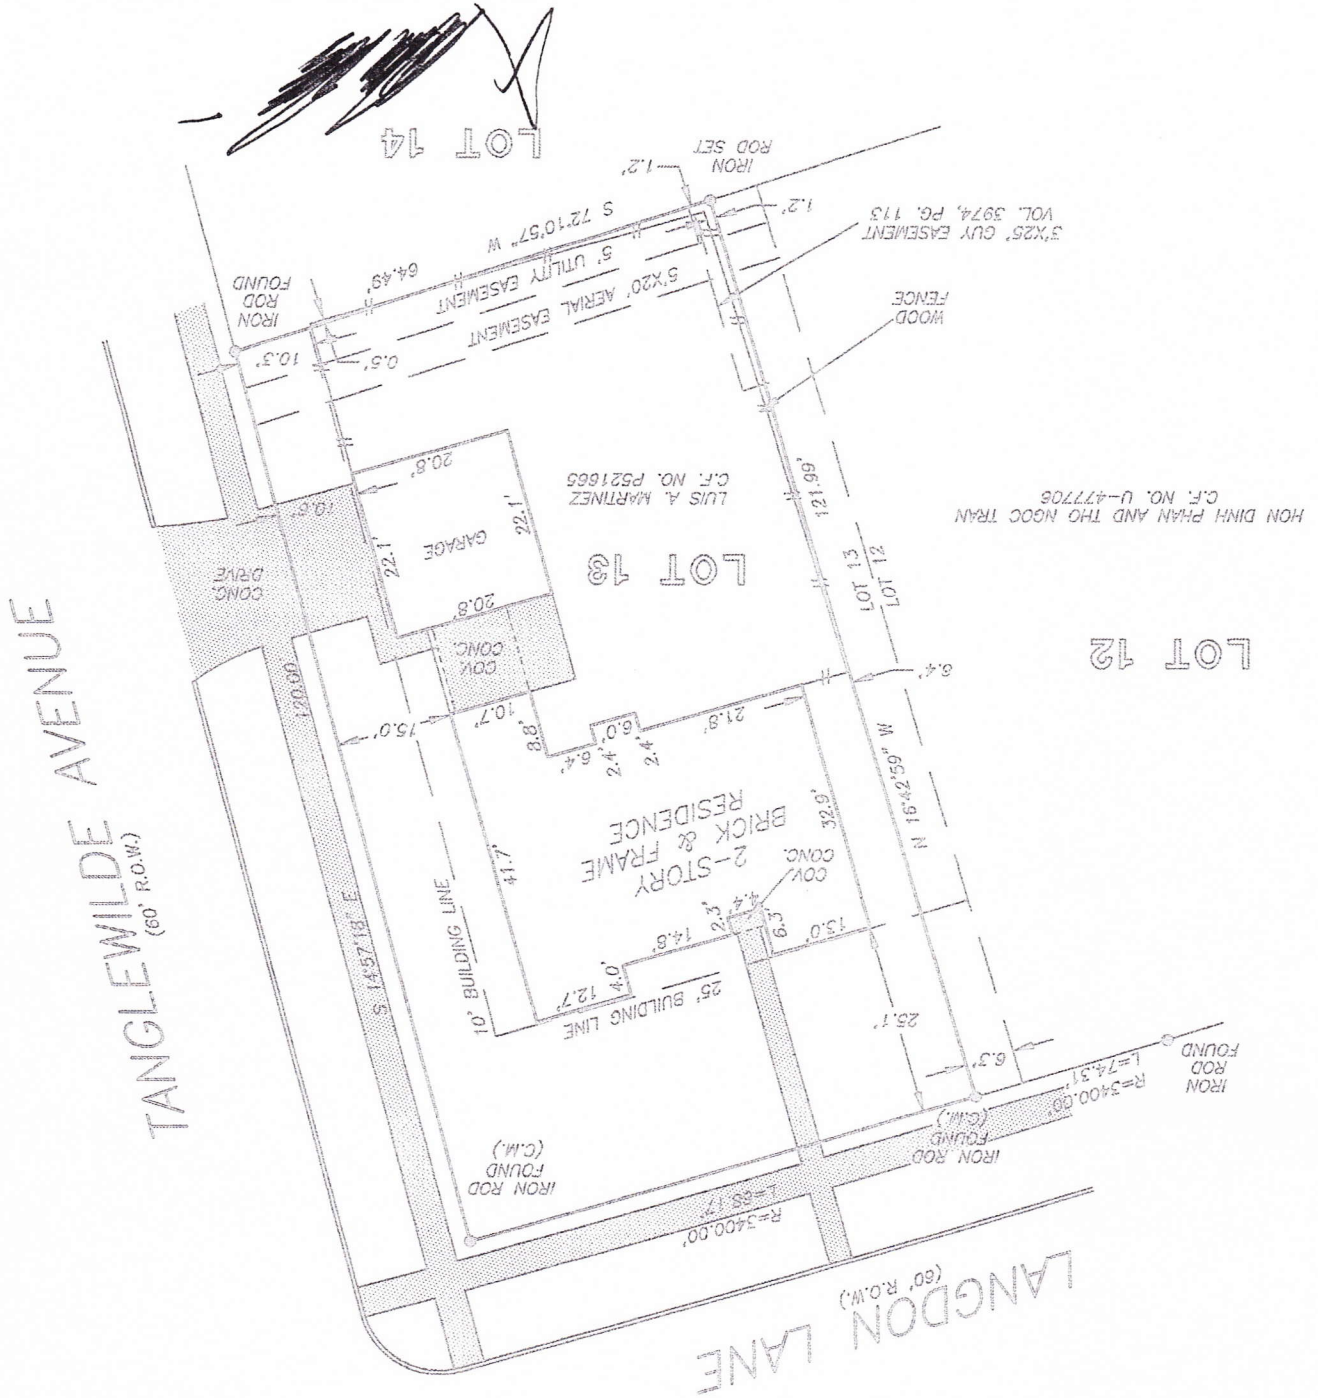 LANGDON LANE
(60' R.O.W.)
R=3400.00'
L=68.17'
IRON ROD
FOUND
(C.M.)
IRON ROD
FOUND
(C.M.)
R=3400.00'
L=74.31'
IRON
ROD
FOUND
6.3'
25.1'
25' BUILDING LINE
10' BUILDING LINE
12.7'
4.0'
14.8'
2.3'
4.4'
6.3'
13.0'
COV.
CONC.
2-STORY
BRICK & FRAME
RESIDENCE
41.7'
32.9'
N 16°42'59" W
121.99'
S 14°57'18" E
120.00
TANGLEWILDE AVENUE
(60' R.O.W.)
15.0'
10.7'
8.8'
6.4'
2.4'
6.0'
2.4'
21.8'
COV.
CONC.
20.8'
GARAGE
22.1'
22.1'
20.8'
CONC.
DRIVE
10.6'
LOT 12
LOT 13
LOT 12
LOT 13
LUIS A. MARTINEZ
C.F. NO. P521665
HON DINH PHAN AND THO NGOC TRAN
C.F. NO. U-477706
WOOD
FENCE
3'X25' GUY EASEMENT
VOL. 3974, PG. 113
5'X20' AERIAL EASEMENT
5' UTILITY EASEMENT
0.5'
10.3'
IRON
ROD
FOUND
64.49'
S 72°10'57" W
1.2'
1.2'
IRON
ROD SET
LOT 14